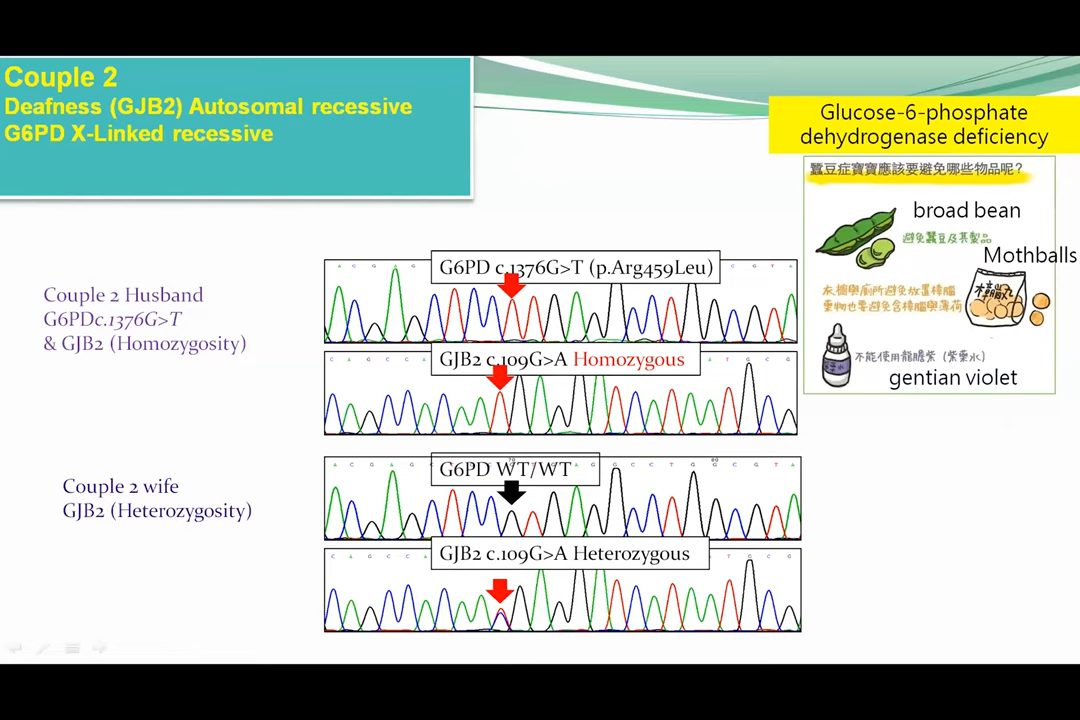 Couple 2
Deafness (GJB2) Autosomal recessive
G6PD X-Linked recessive
Glucose-6-phosphate
dehydrogenase deficiency
蠶豆症寶寶應該要避免哪些物品呢?
broad bean
避免蠶豆及其製品
Mothballs
衣櫥與廁所避免放置樟腦
藥物也要避免含樟腦與薄荷
樟腦丸
不能使用龍膽紫 (紫藥水)
gentian violet
Couple 2 Husband
G6PDc.1376G>T
& GJB2 (Homozygosity)
G6PD c.1376G>T (p.Arg459Leu)
A C G A G
C G T A
GJB2 c.109G>A Homozygous
C A G C C A
A T G C G
Couple 2 wife
GJB2 (Heterozygosity)
G6PD WT/WT
A C G A G C
A G G C C T G G C G T A
GJB2 c.109G>A Heterozygous
C A G C C A
T G C G